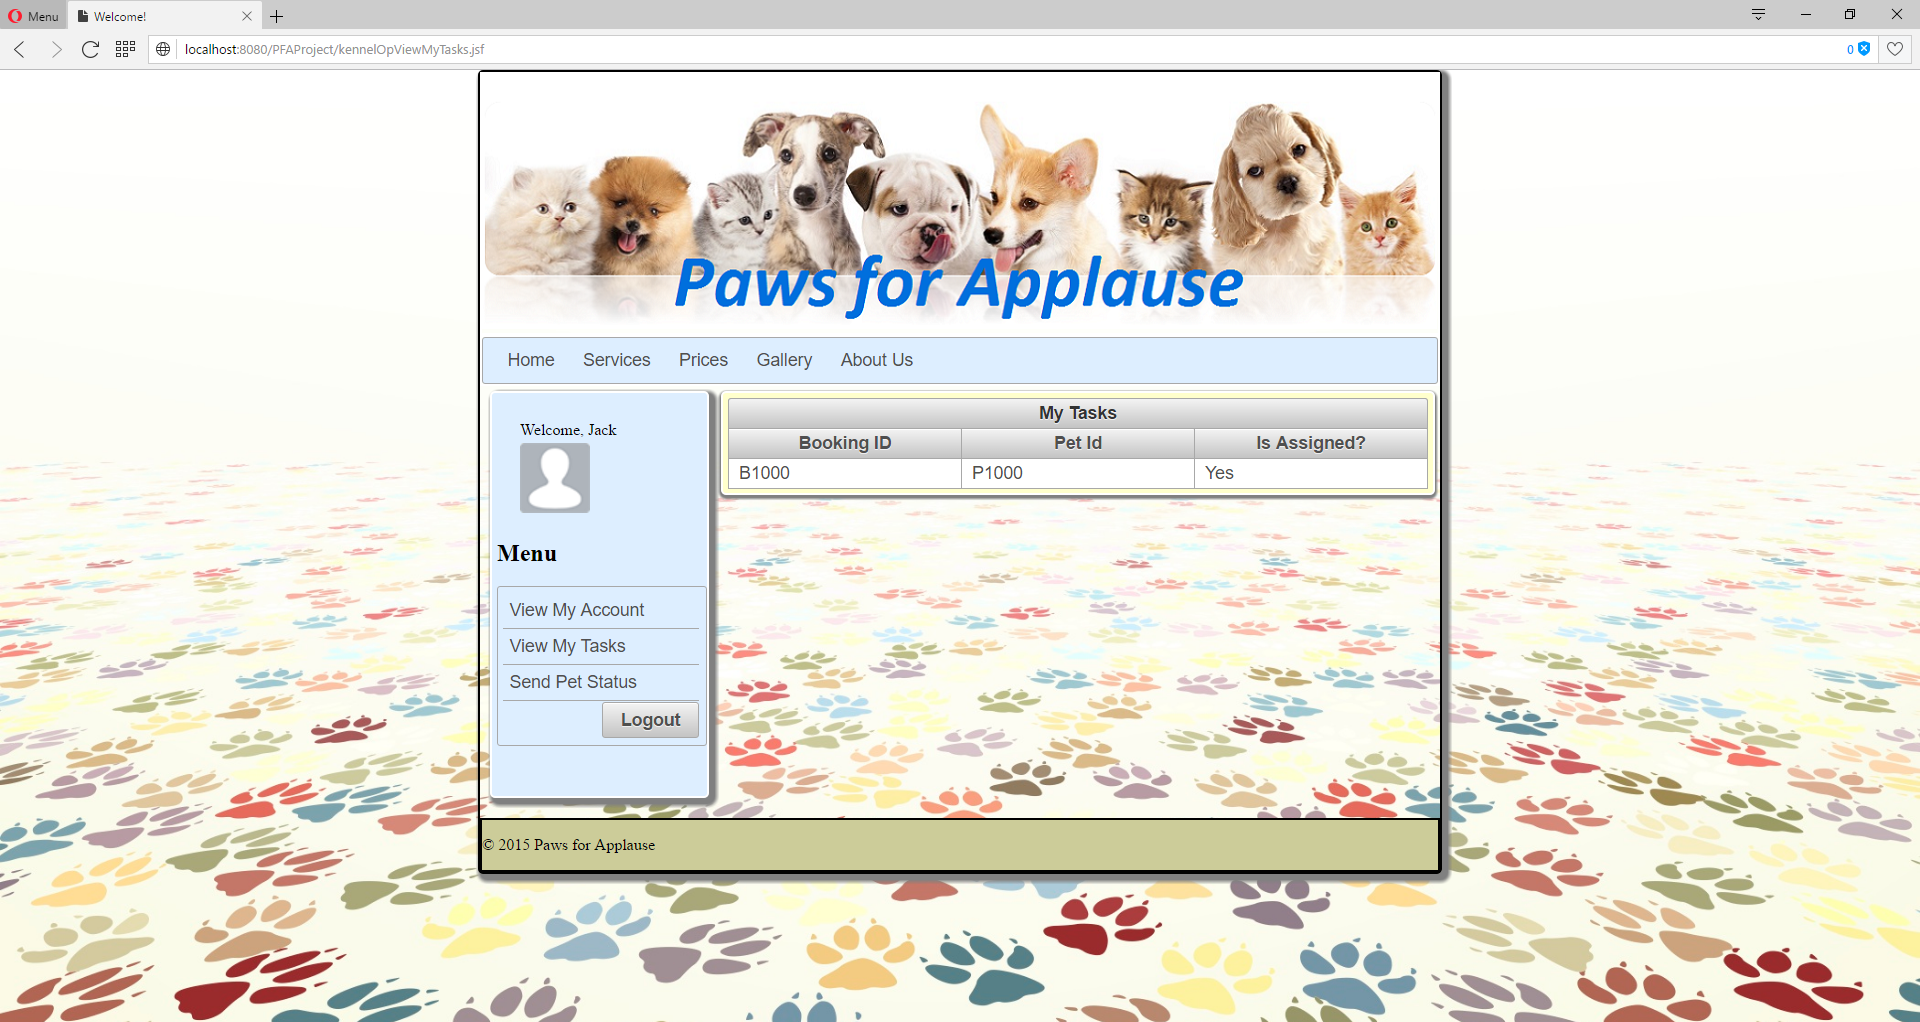 Menu
Welcome!
localhost:8080/PFAProject/kennelOpViewMyTasks.jsf
0
Paws for Applause
Home Services Prices Gallery About Us
Welcome, Jack
Menu
View My Account
View My Tasks
Send Pet Status
Logout
My Tasks
Booking ID Pet Id Is Assigned?
B1000 P1000 Yes
© 2015 Paws for Applause